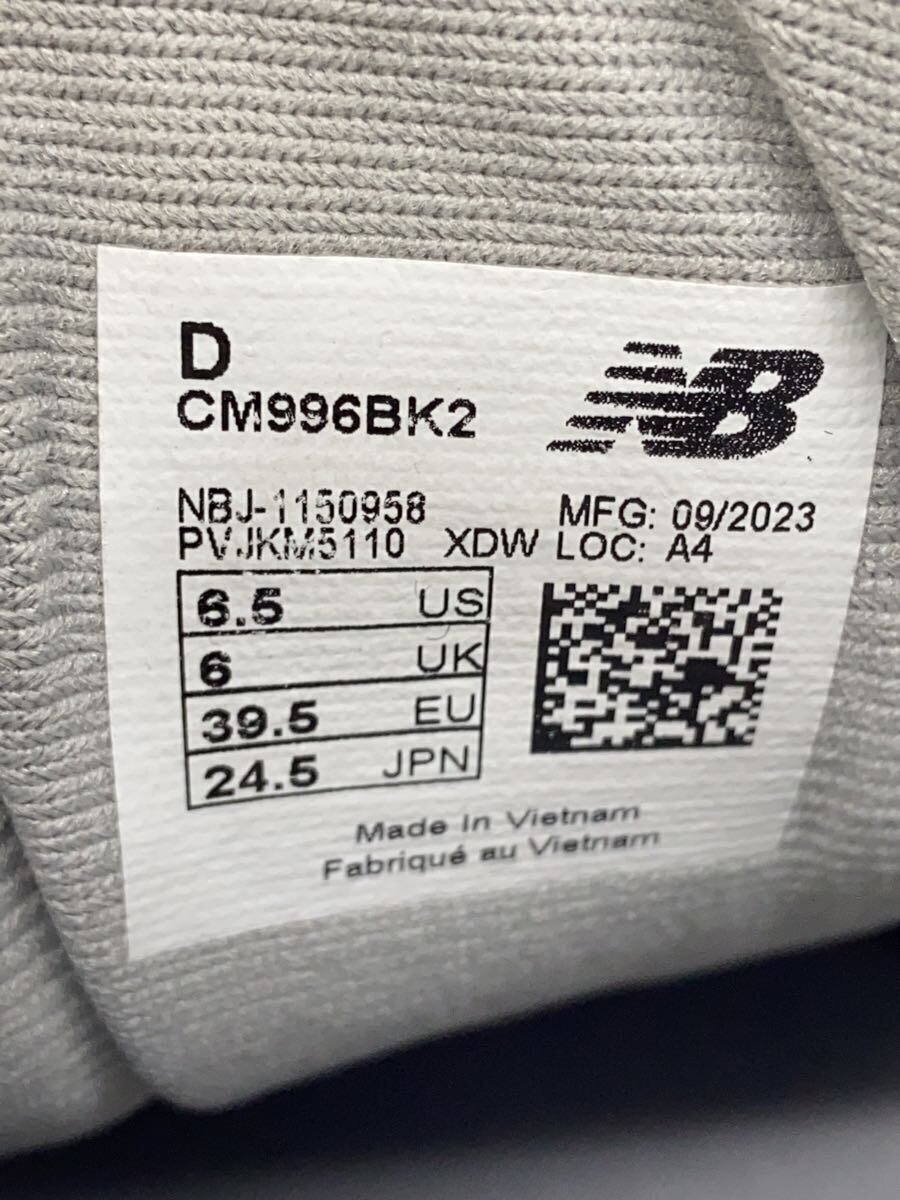 D
CM996BK2
NB
NBJ-1150958 MFG: 09/2023
PVJKM5110 XDW LOC: A4
6.5 US
6 UK
39.5 EU
24.5 JPN
Made In Vietnam
Fabriqué au Vietnam